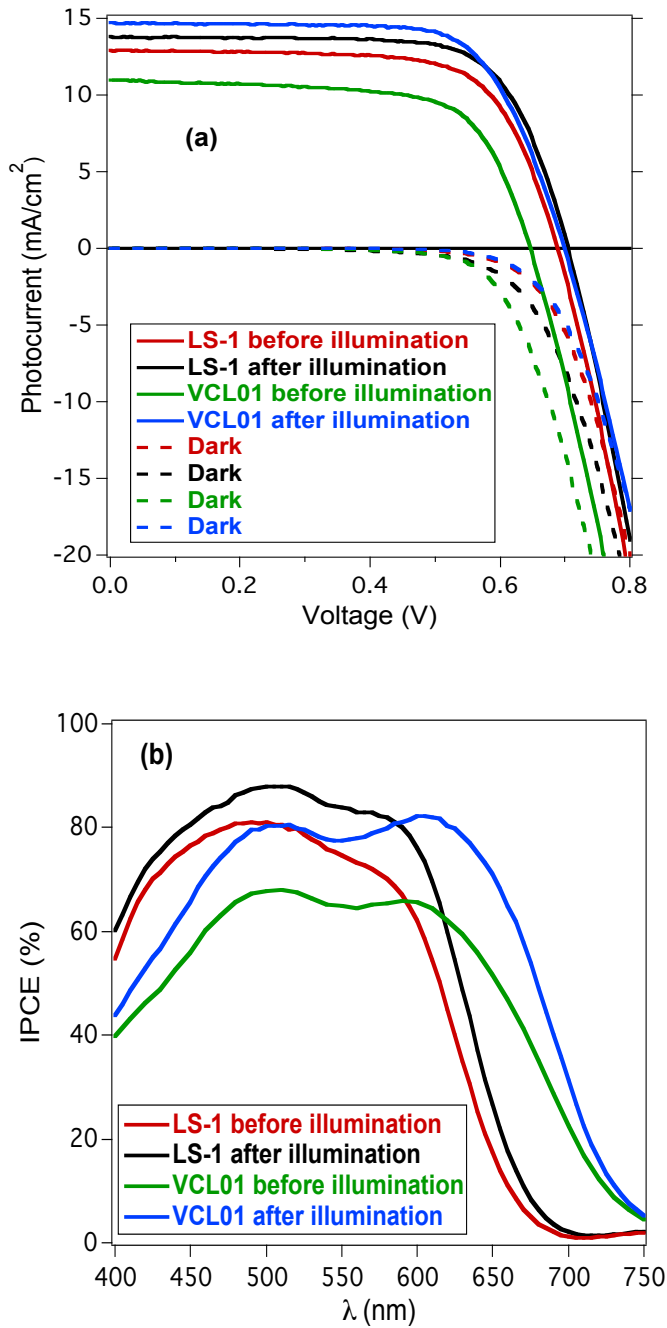 15
10
5
0
-5
-10
-15
-20
Photocurrent (mA/cm²)
(a)
LS-1 before illumination
LS-1 after illumination
VCL01 before illumination
VCL01 after illumination
Dark
Dark
Dark
Dark
0.0 0.2 0.4 0.6 0.8
Voltage (V)
100
80
60
40
20
0
IPCE (%)
(b)
LS-1 before illumination
LS-1 after illumination
VCL01 before illumination
VCL01 after illumination
400 450 500 550 600 650 700 750
λ (nm)